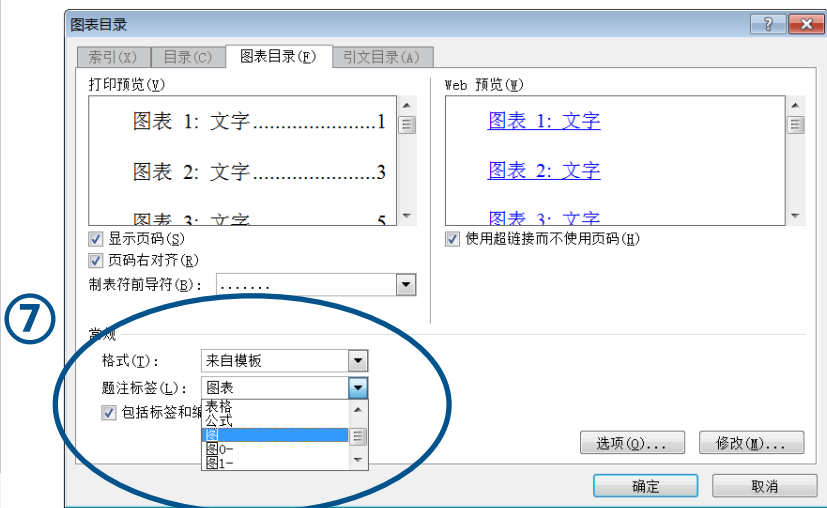 图表目录
索引(X) 目录(C) 图表目录(F) 引文目录(A)
打印预览(V)
图表 1: 文字.....................1
图表 2: 文字.....................3
图表 3: 文字 5
☑ 显示页码(S)
☑ 页码右对齐(R)
制表符前导符(B): .......
Web 预览(W)
图表 1: 文字
图表 2: 文字
图表 3: 文字
☑ 使用超链接而不使用页码(H)
⑦
常规
格式(T): 来自模板
题注标签(L): 图表
☑ 包括标签和编
表格
公式
图
图0-
图1-
选项(O)... 修改(M)...
确定 取消